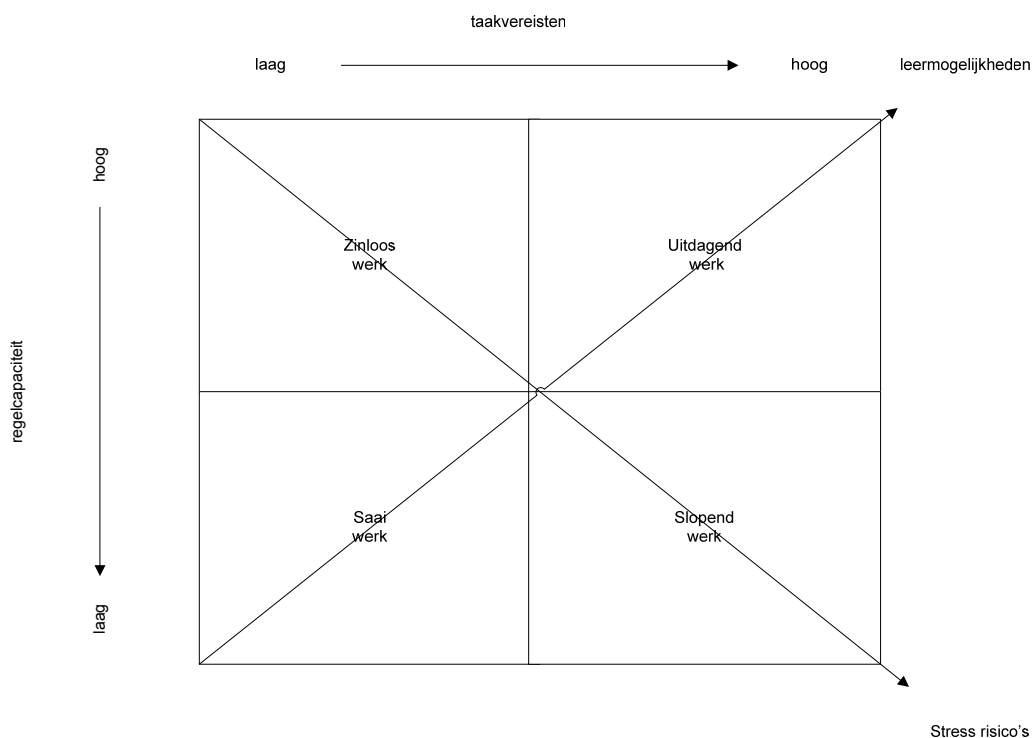 taakvereisten
laag
hoog
leermogelijkheden
hoog
Zinloos
werk
Uitdagend
werk
regelcapaciteit
Saai
werk
Slopend
werk
laag
Stress risico's